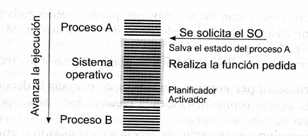 Avanza la ejecución
Proceso A
Se solicita el SO
Salva el estado del proceso A
Sistema
operativo
Realiza la función pedida
Planificador
Activador
Proceso B